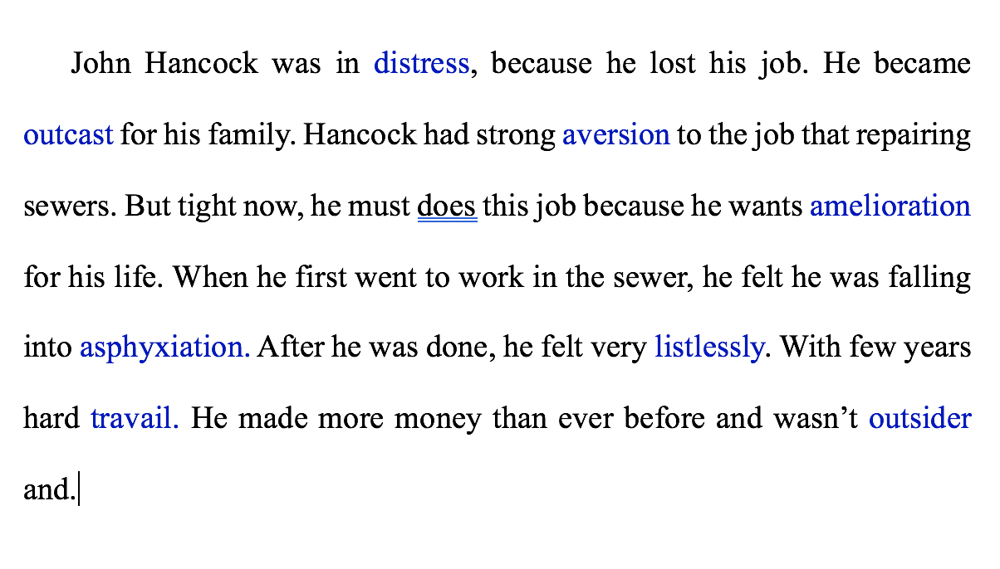 John Hancock was in distress, because he lost his job. He became
outcast for his family. Hancock had strong aversion to the job that repairing
sewers. But tight now, he must does this job because he wants amelioration
for his life. When he first went to work in the sewer, he felt he was falling
into asphyxiation. After he was done, he felt very listlessly. With few years
hard travail. He made more money than ever before and wasn’t outsider
and.